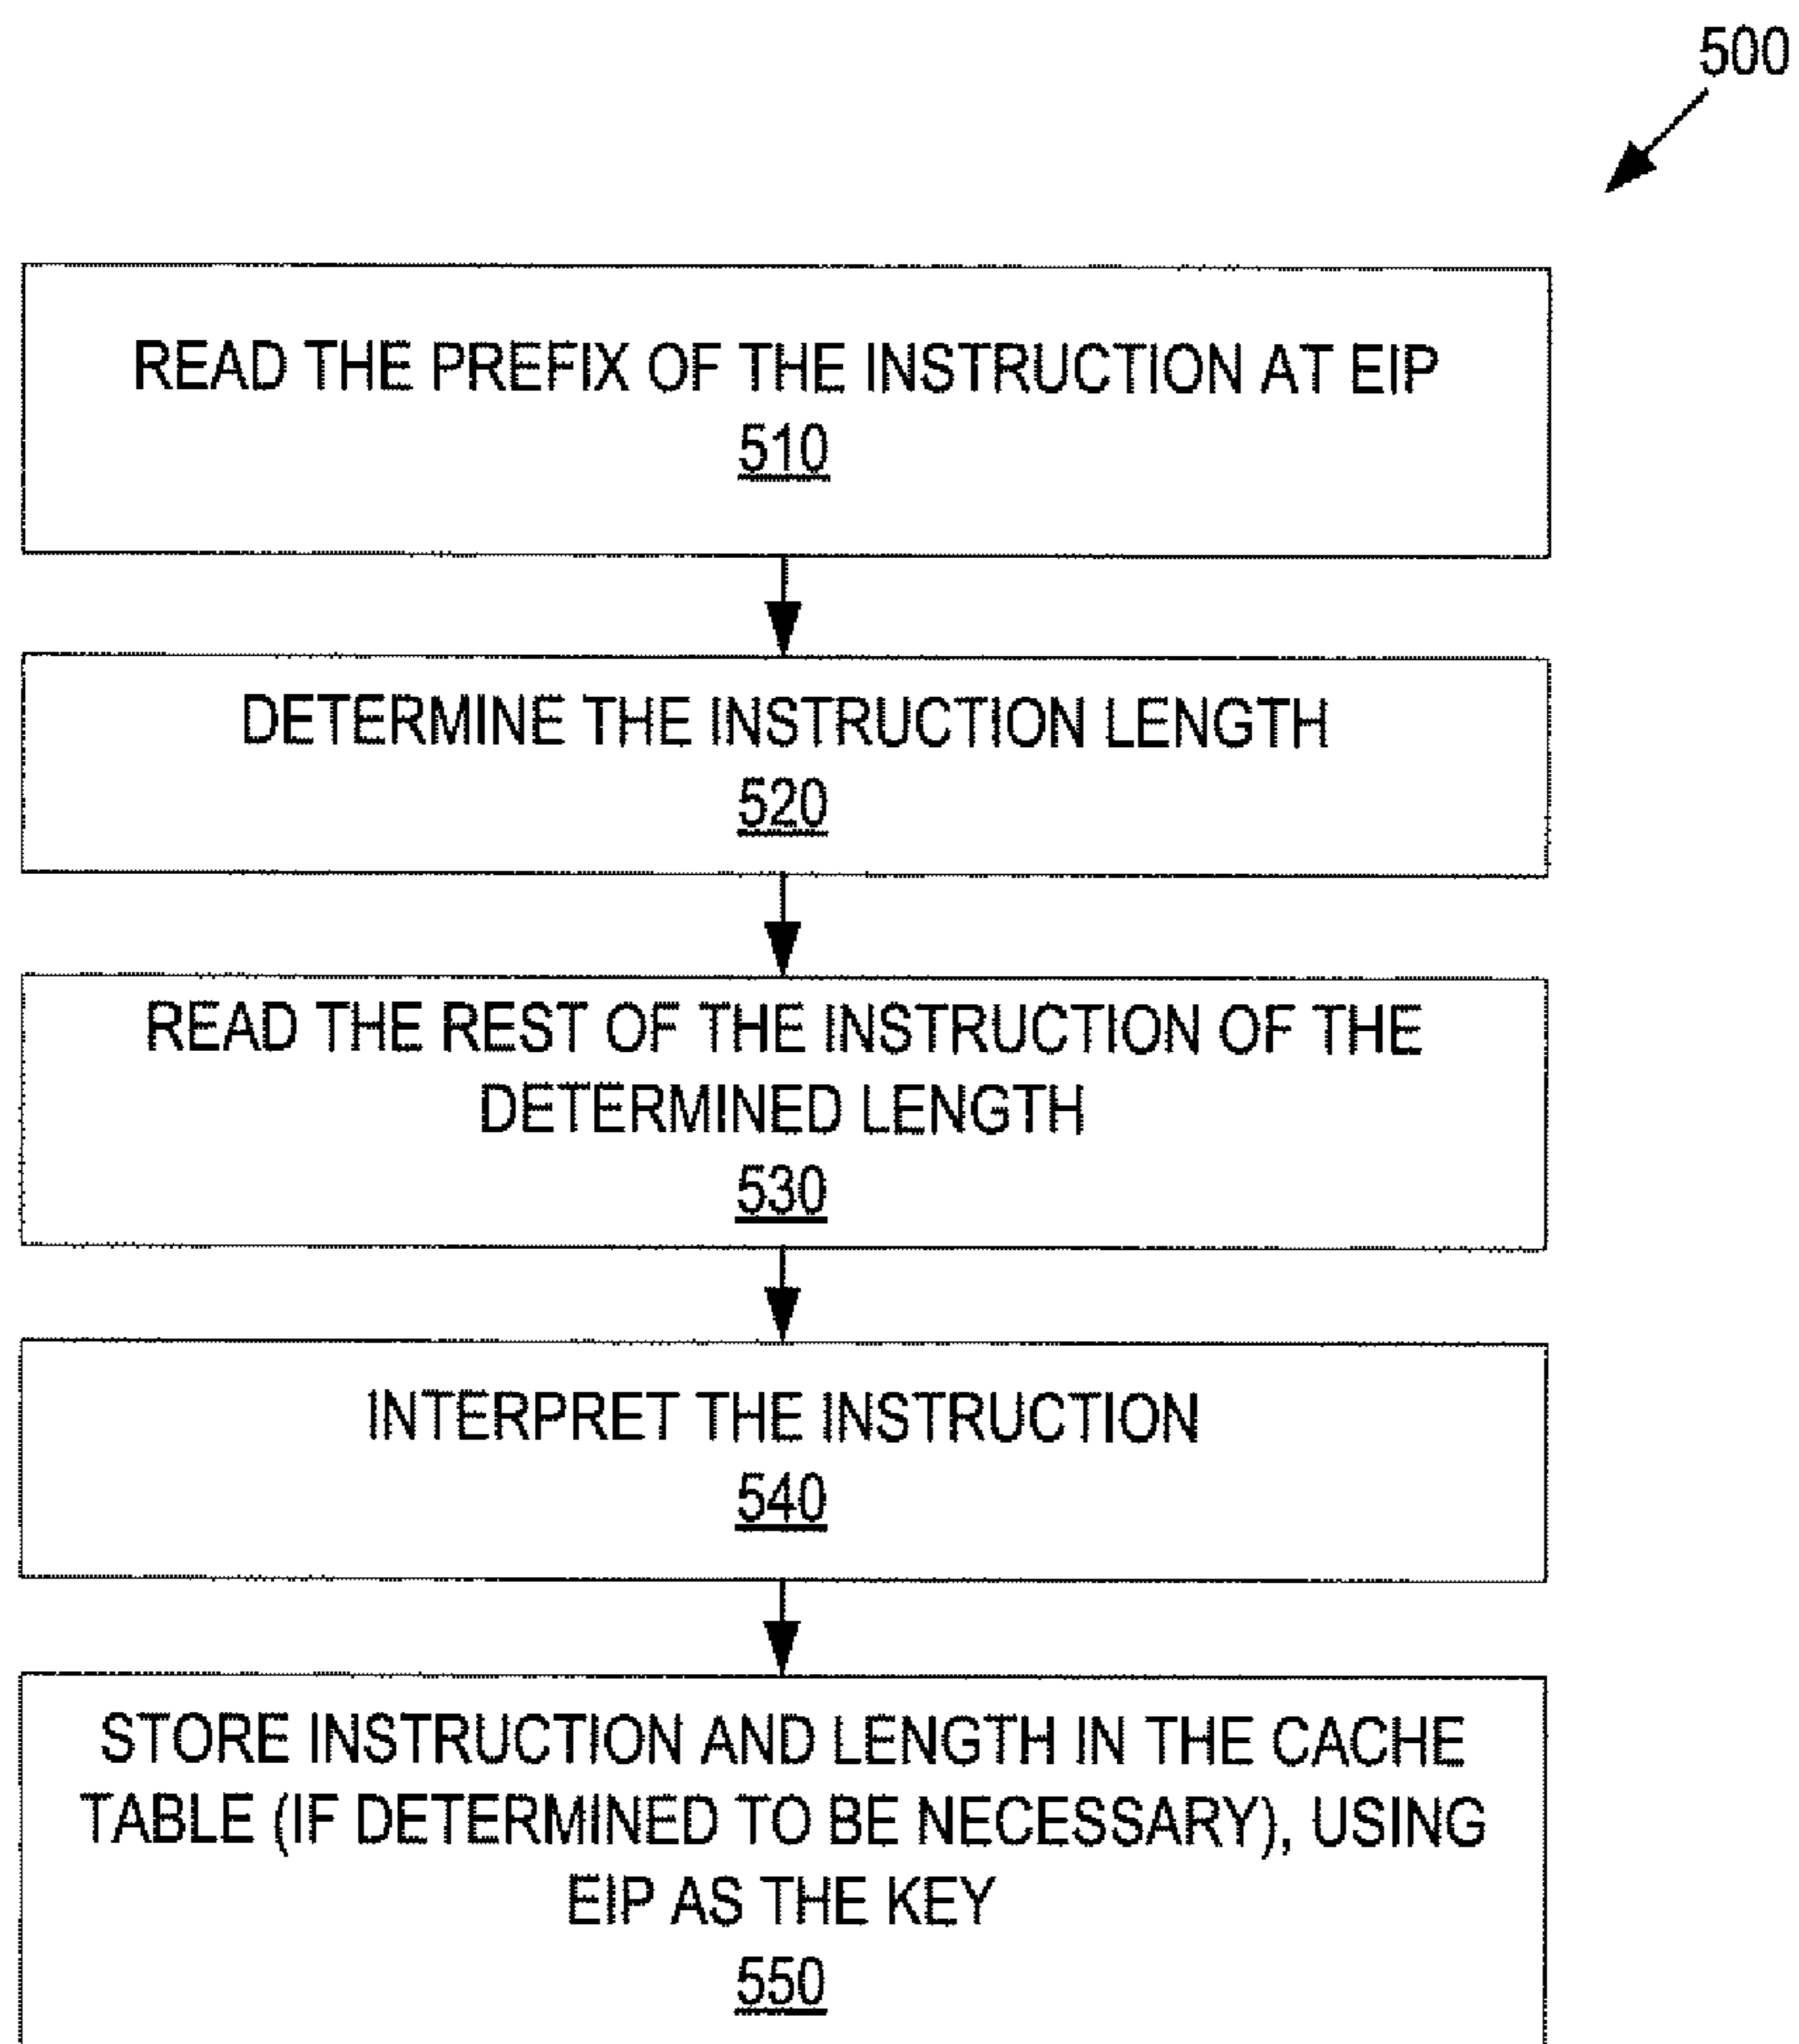 500
READ THE PREFIX OF THE INSTRUCTION AT EIP
510
DETERMINE THE INSTRUCTION LENGTH
520
READ THE REST OF THE INSTRUCTION OF THE
DETERMINED LENGTH
530
INTERPRET THE INSTRUCTION
540
STORE INSTRUCTION AND LENGTH IN THE CACHE
TABLE (IF DETERMINED TO BE NECESSARY), USING
EIP AS THE KEY
550